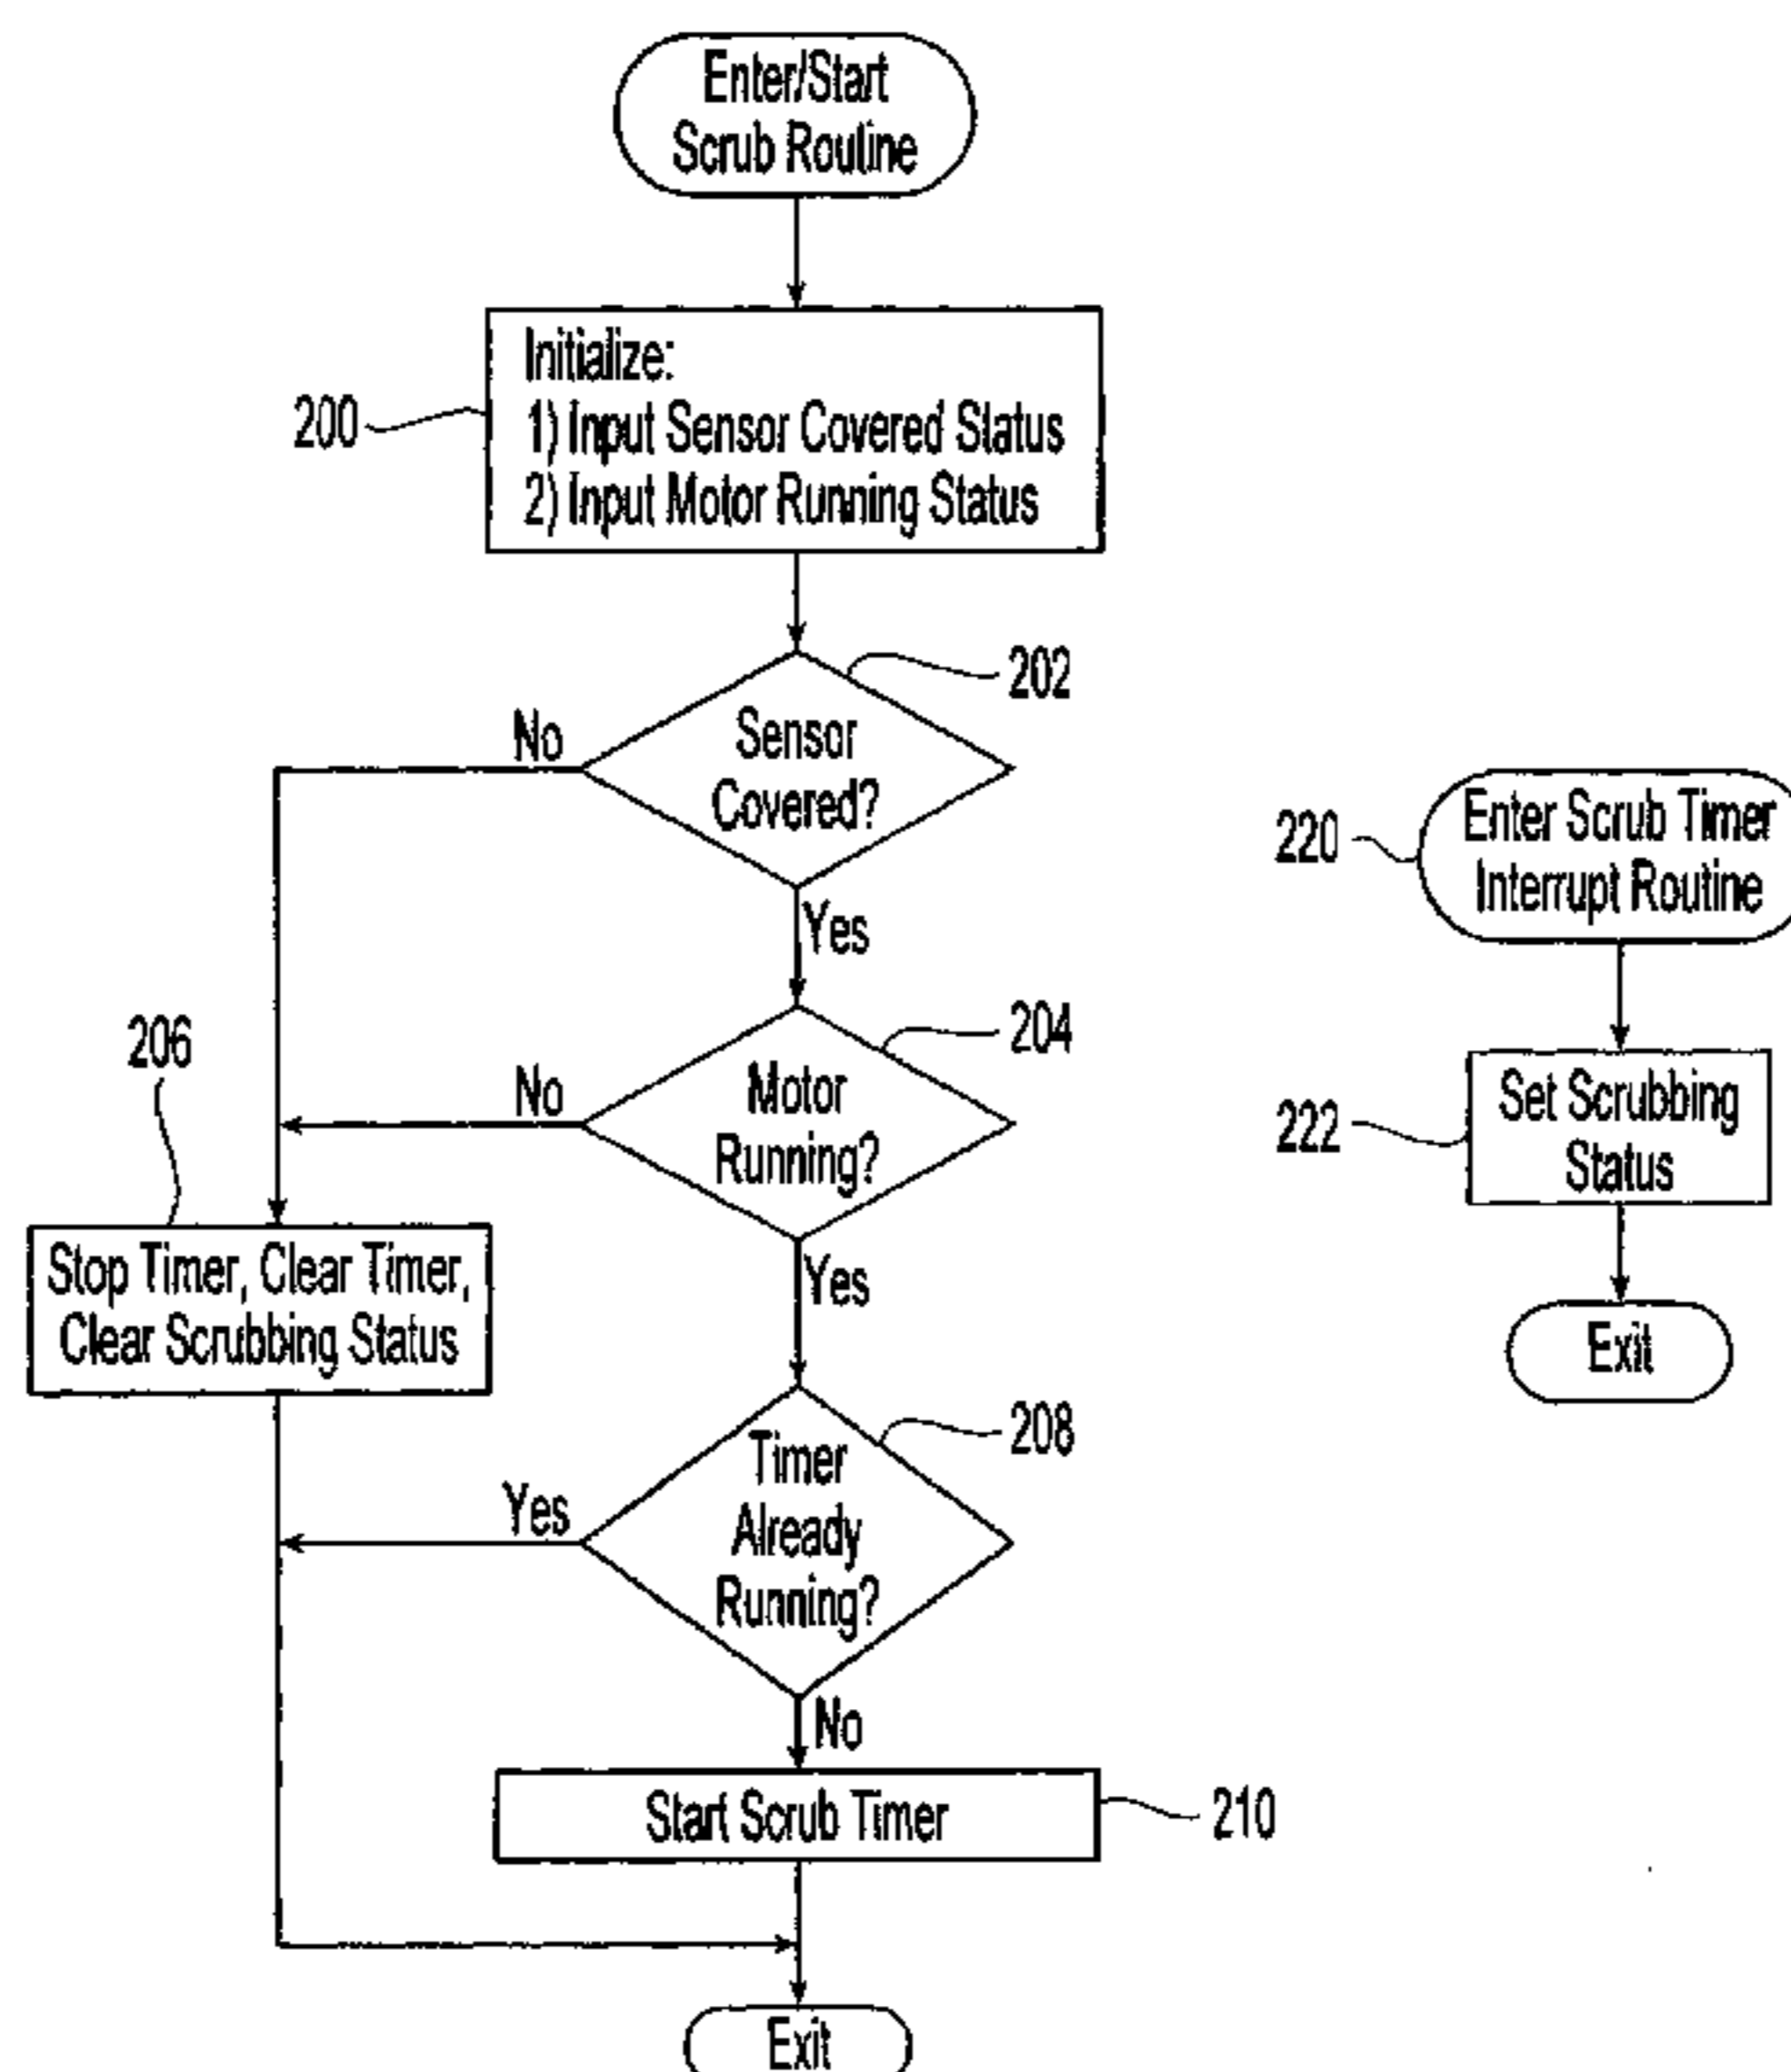 Enter/Start
Scrub Routine
200
Initialize:
1) Input Sensor Covered Status
2) Input Motor Running Status
202
Sensor
Covered?
No
Yes
204
Motor
Running?
No
Yes
206
Stop Timer, Clear Timer,
Clear Scrubbing Status
208
Timer
Already
Running?
Yes
No
Start Scrub Timer
210
Exit
220
Enter Scrub Timer
Interrupt Routine
222
Set Scrubbing
Status
Exit